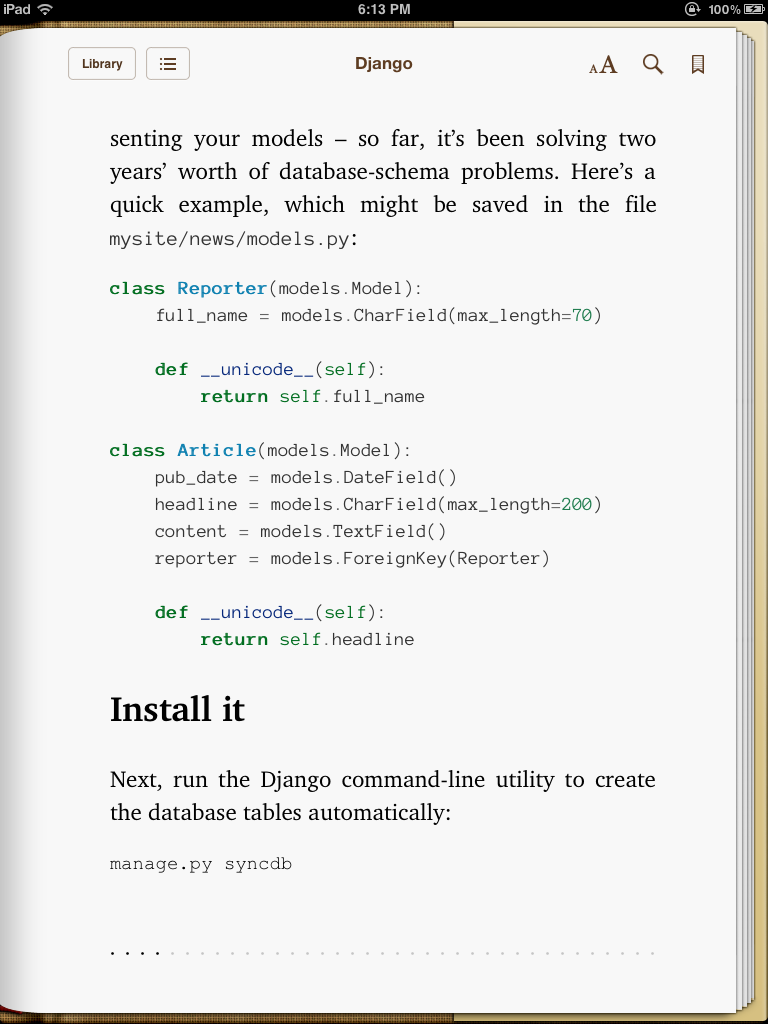 iPad 6:13 PM 100%
Library Django AA
senting your models – so far, it’s been solving two
years’ worth of database-schema problems. Here’s a
quick example, which might be saved in the file
mysite/news/models.py:
class Reporter(models.Model):
    full_name = models.CharField(max_length=70)
    def __unicode__(self):
        return self.full_name
class Article(models.Model):
    pub_date = models.DateField()
    headline = models.CharField(max_length=200)
    content = models.TextField()
    reporter = models.ForeignKey(Reporter)
    def __unicode__(self):
        return self.headline
Install it
Next, run the Django command-line utility to create
the database tables automatically:
manage.py syncdb